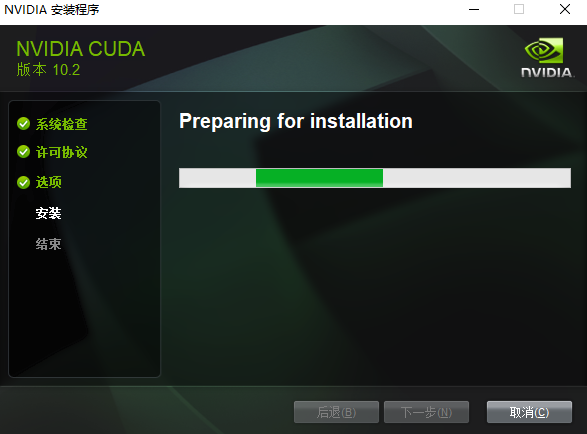 NVIDIA 安装程序
NVIDIA CUDA
版本 10.2
NVIDIA.
系统检查
许可协议
选项
安装
结束
Preparing for installation
后退(B)
下一步(N)
取消(C)